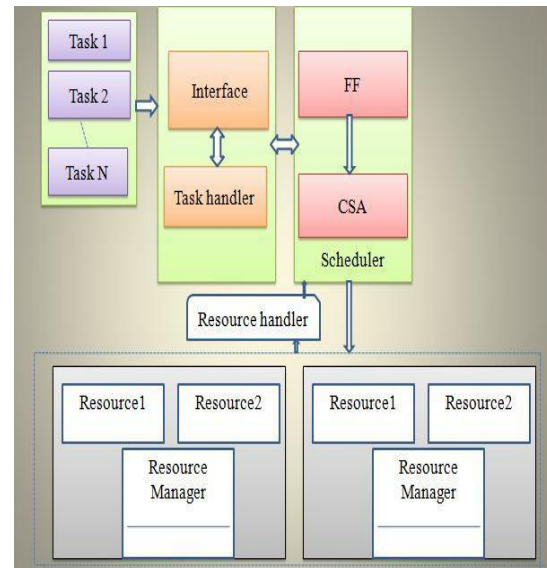 Task 1
Task 2
Task N
Interface
Task handler
FF
CSA
Scheduler
Resource handler
Resource1
Resource2
Resource
Manager
Resource1
Resource2
Resource
Manager